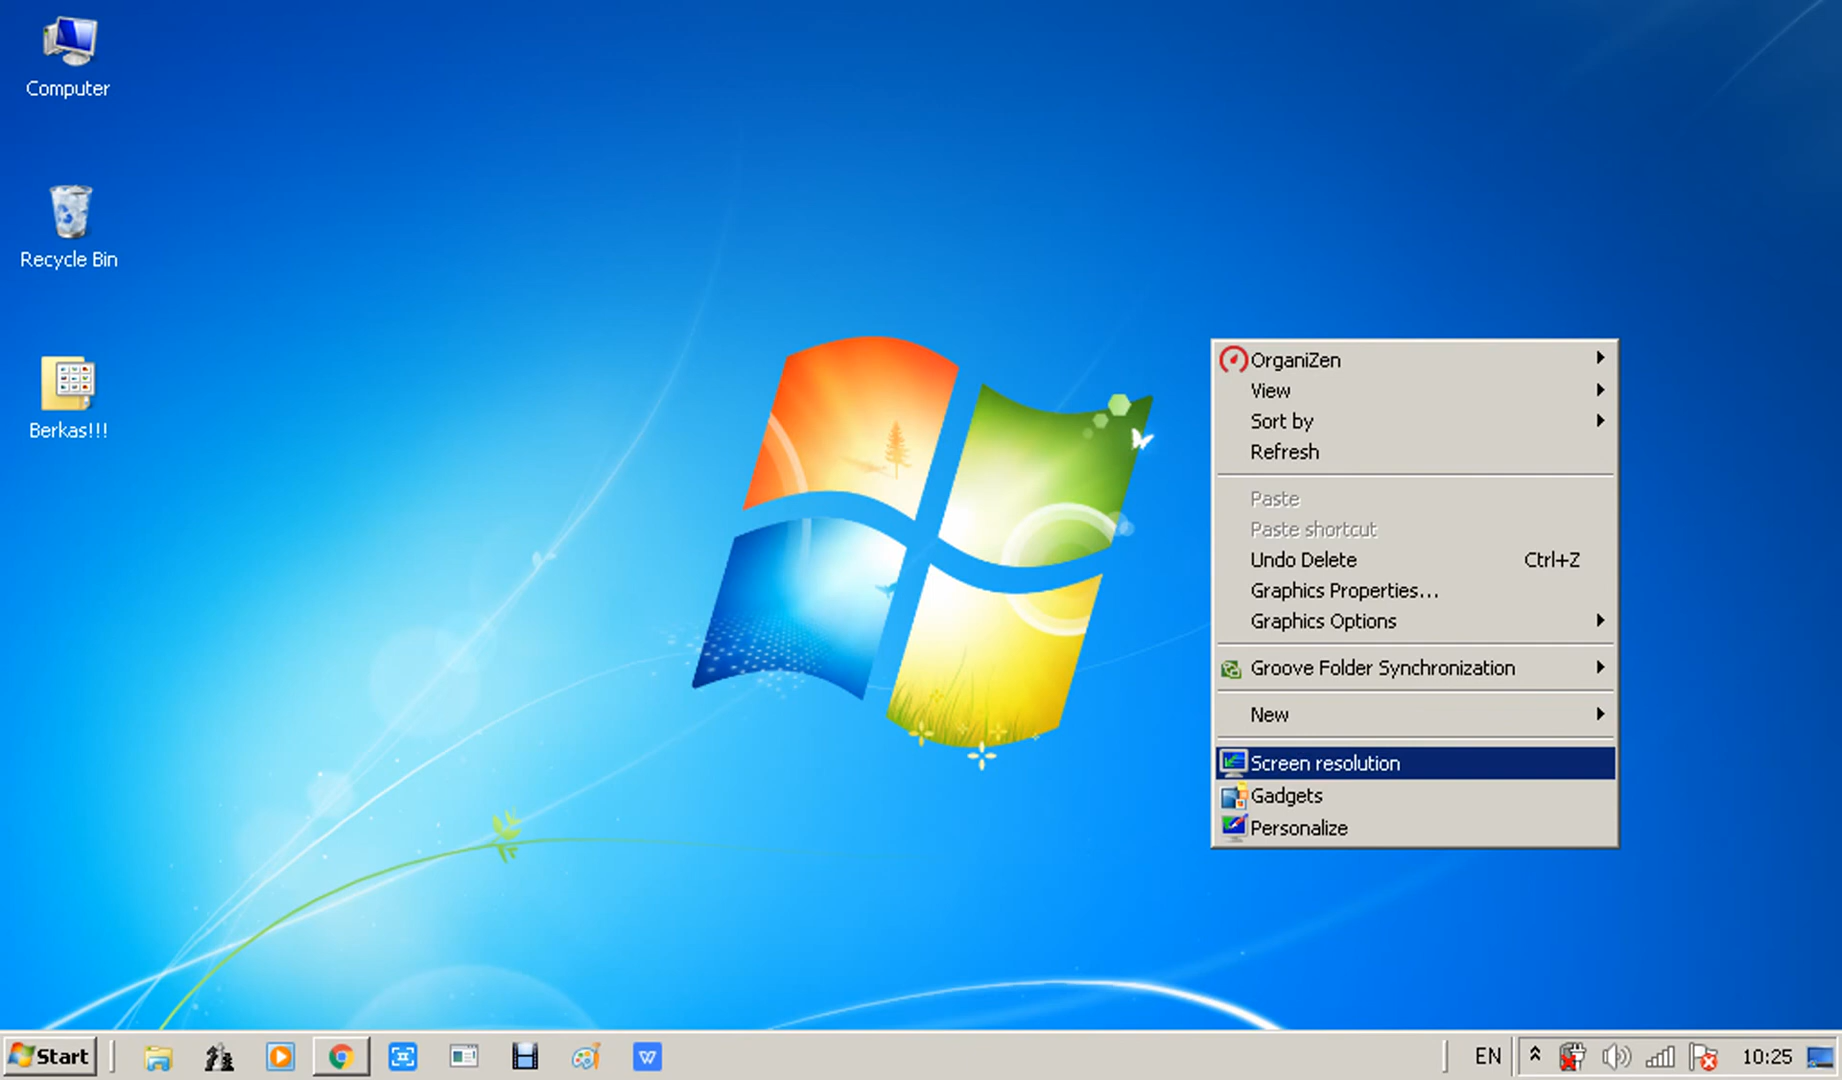 Computer
Recycle Bin
Berkas!!!
OrganiZen
View
Sort by
Refresh
Paste
Paste shortcut
Undo Delete Ctrl+Z
Graphics Properties...
Graphics Options
Groove Folder Synchronization
New
Screen resolution
Gadgets
Personalize
Start
W
EN
10:25